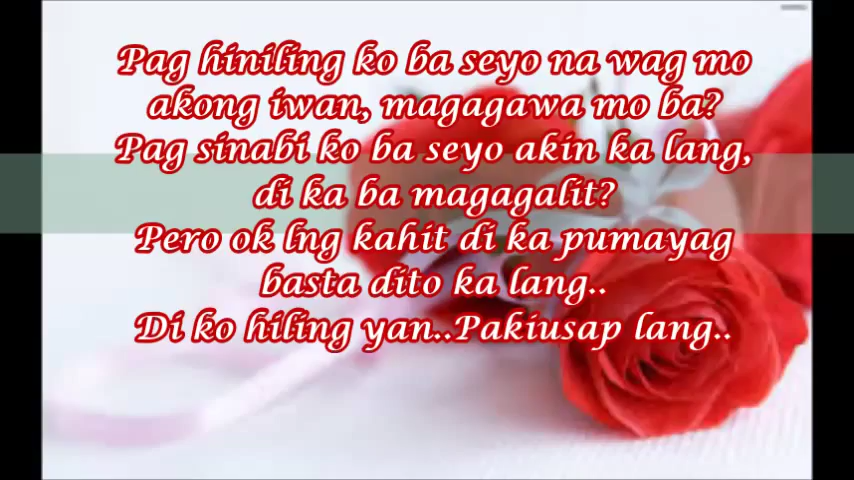 Pag hiniling ko ba seyo na wag mo
akong iwan, magagawa mo ba?
Pag sinabi ko ba seyo akin ka lang,
di ka ba magagalit?
Pero ok lng kahit di ka pumayag
basta dito ka lang..
Di ko hiling yan..Pakiusap lang..